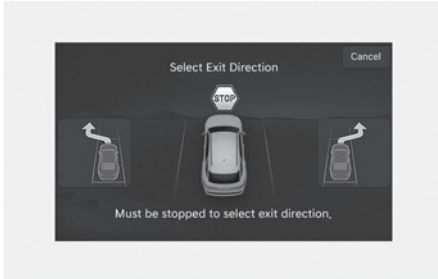 Cancel
Select Exit Direction
STOP
Must be stopped to select exit direction.